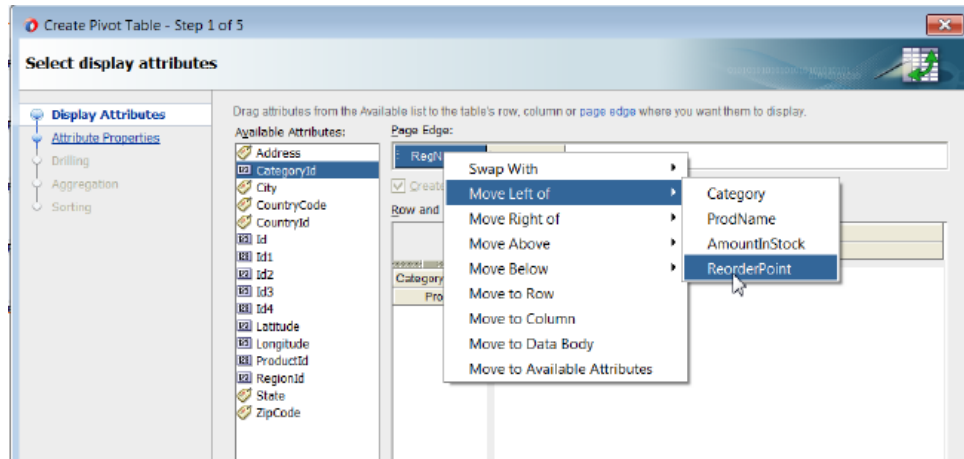 Create Pivot Table - Step 1 of 5
Select display attributes
Display Attributes
Attribute Properties
Drilling
Aggregation
Sorting
Drag attributes from the Available list to the table's row, column or page edge where you want them to display.
Available Attributes:
Address
CategoryId
City
CountryCode
CountryId
Id
Id1
Id2
Id3
Id4
Latitude
Longitude
ProductId
RegionId
State
ZipCode
Page Edge:
RegN
Create
Row and
Category
Pro
Swap With
Move Left of
Move Right of
Move Above
Move Below
Move to Row
Move to Column
Move to Data Body
Move to Available Attributes
Category
ProdName
AmountInStock
ReorderPoint